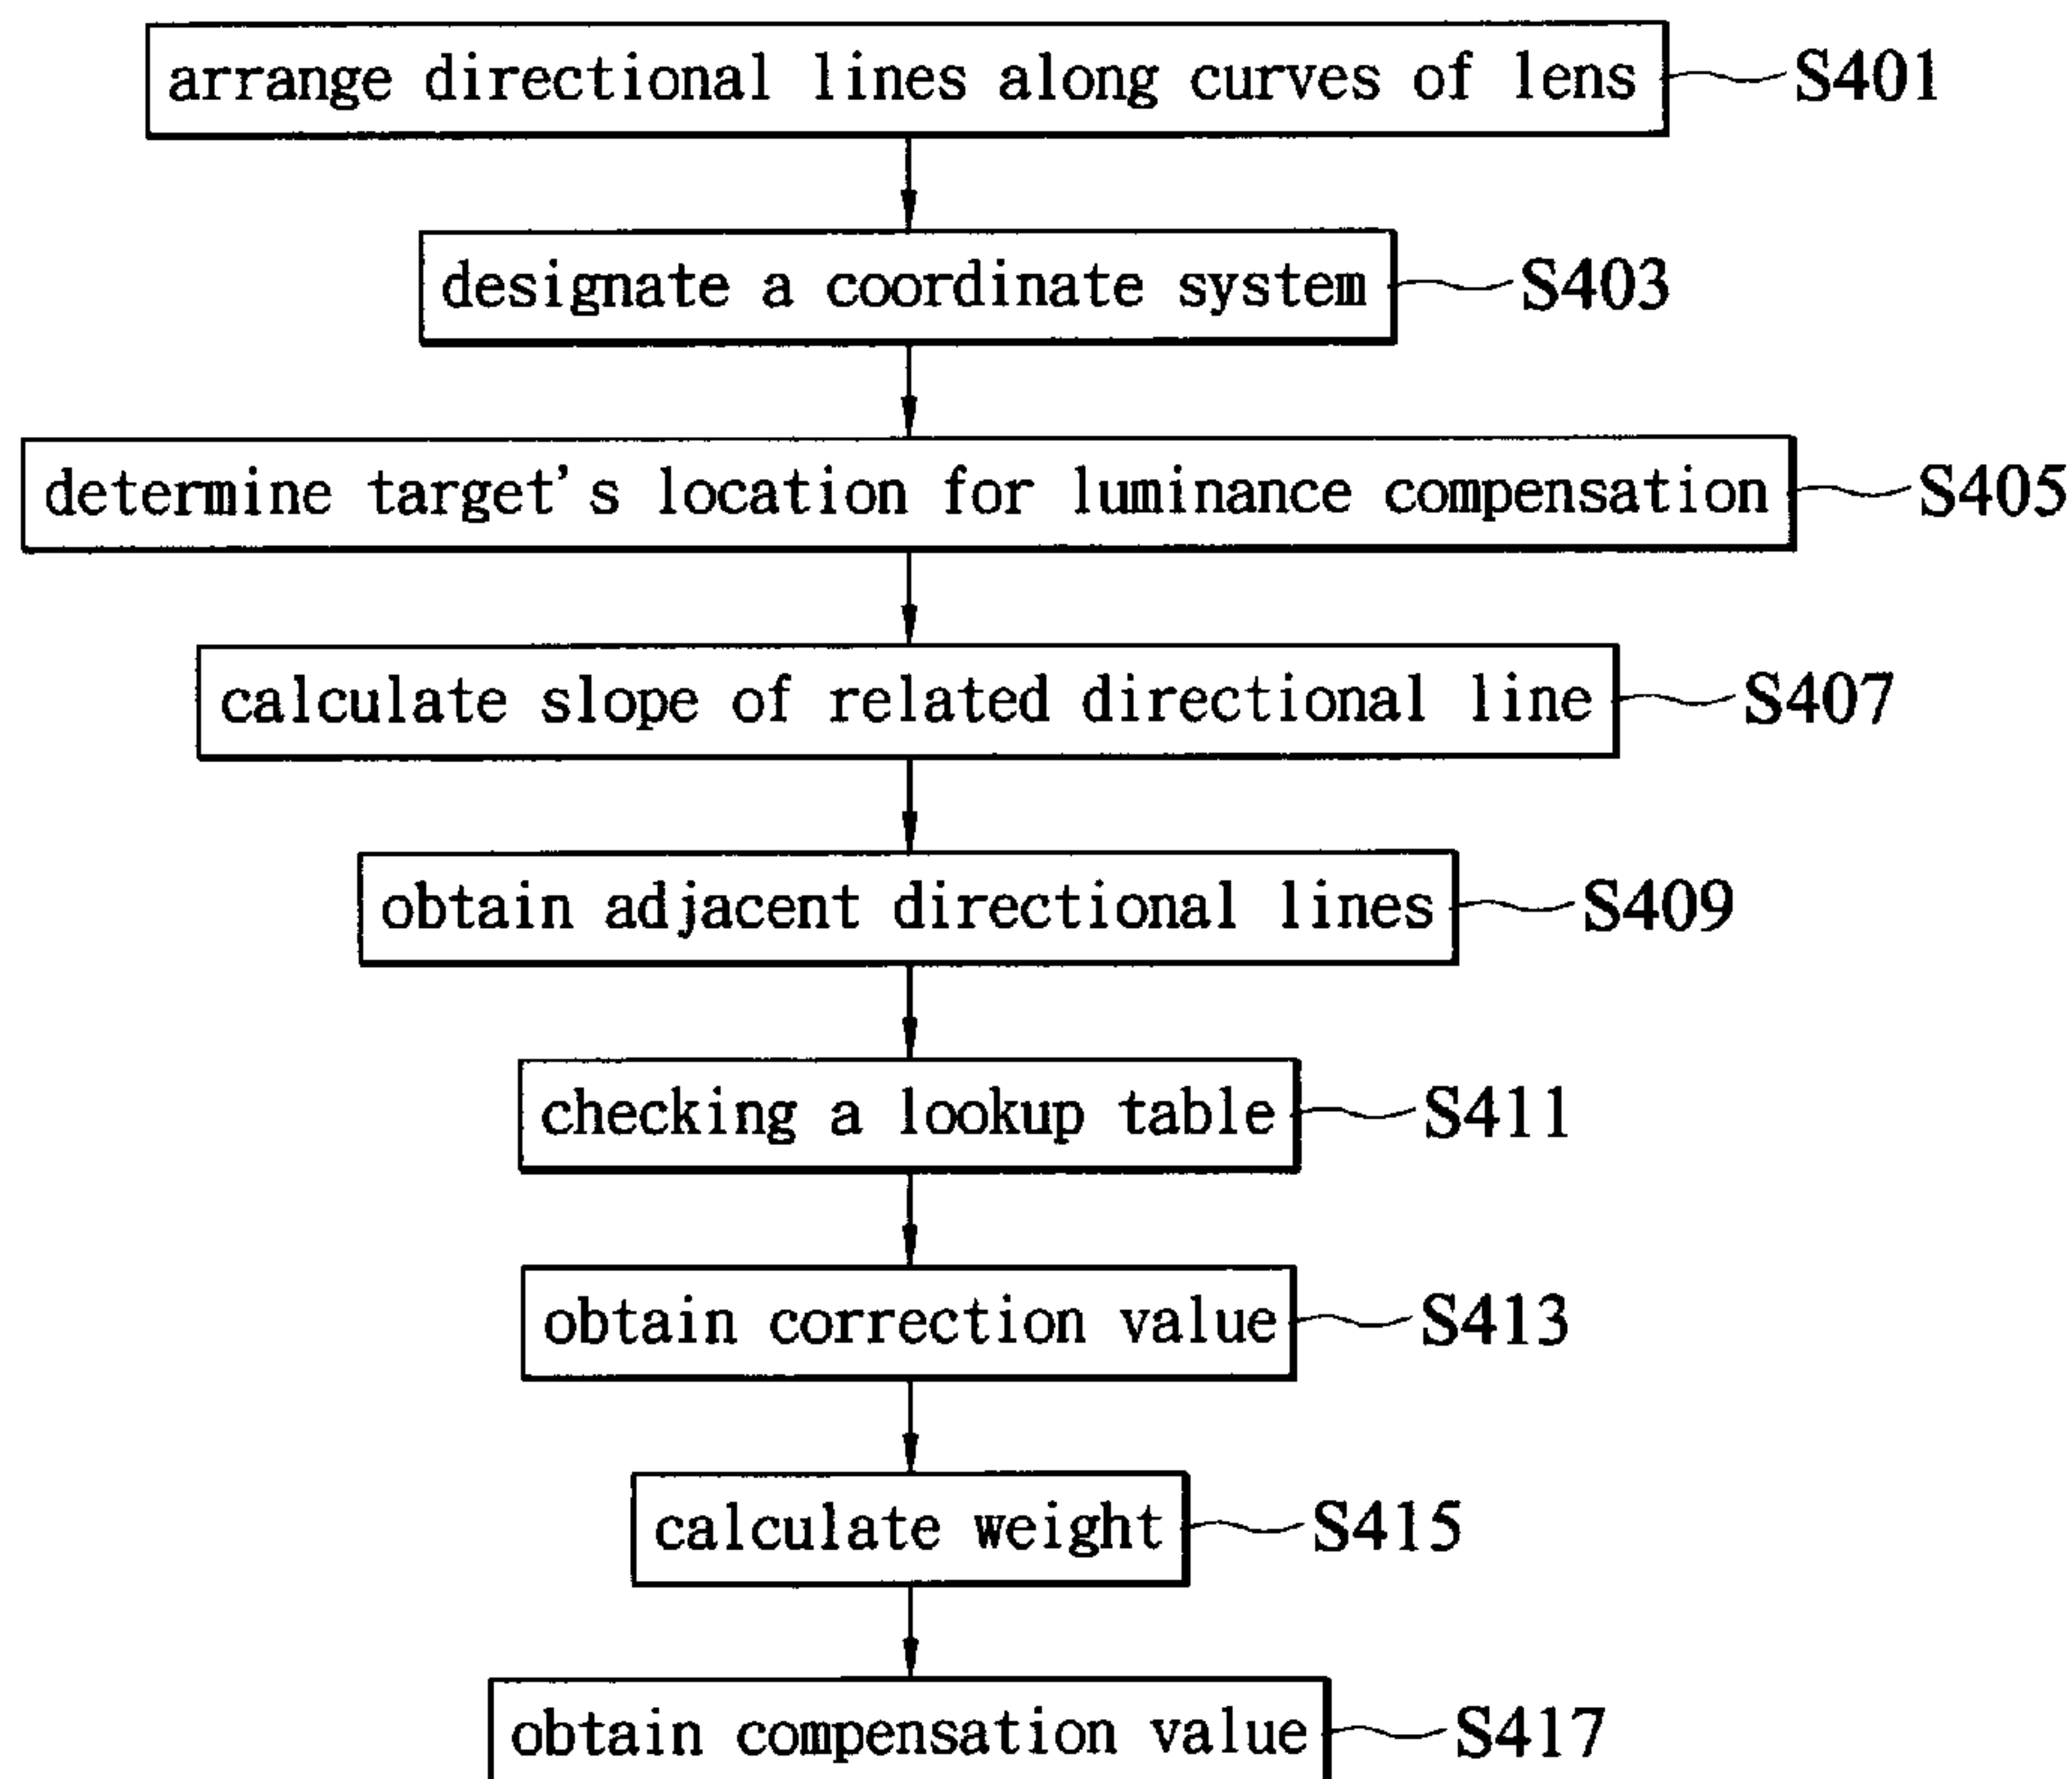 arrange directional lines along curves of lens S401
designate a coordinate system S403
determine target's location for luminance compensation S405
calculate slope of related directional line S407
obtain adjacent directional lines S409
checking a lookup table S411
obtain correction value S413
calculate weight S415
obtain compensation value S417